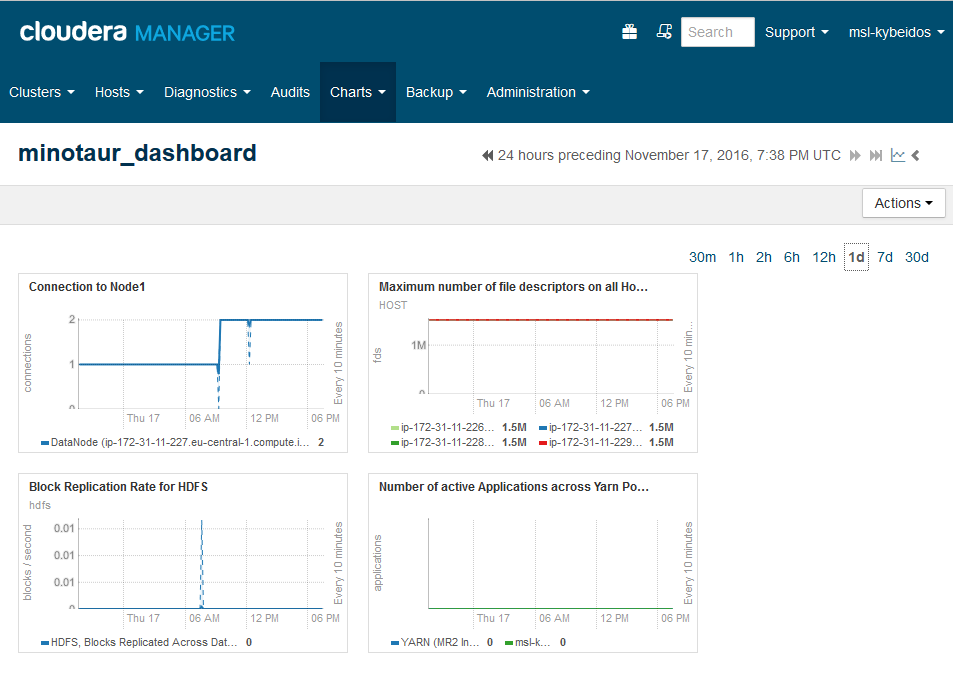 cloudera MANAGER
Search
Support
msl-kybeidos
Clusters
Hosts
Diagnostics
Audits
Charts
Backup
Administration
minotaur_dashboard
24 hours preceding November 17, 2016, 7:38 PM UTC
Actions
30m 1h 2h 6h 12h 1d 7d 30d
Connection to Node1
connections
2
1
0
Every 10 minutes
Thu 17 06 AM 12 PM 06 PM
DataNode (ip-172-31-11-227.eu-central-1.compute.i... 2
Maximum number of file descriptors on all Ho...
HOST
fds
1M
0
Every 10 min...
Thu 17 06 AM 12 PM 06 PM
ip-172-31-11-226... 1.5M ip-172-31-11-227... 1.5M
ip-172-31-11-228... 1.5M ip-172-31-11-229... 1.5M
Block Replication Rate for HDFS
hdfs
blocks / second
0.01
0.01
0.01
0
Every 10 minutes
Thu 17 06 AM 12 PM 06 PM
HDFS, Blocks Replicated Across Dat... 0
Number of active Applications across Yarn Po...
applications
Every 10 minutes
Thu 17 06 AM 12 PM 06 PM
YARN (MR2 In... 0 msl-k... 0